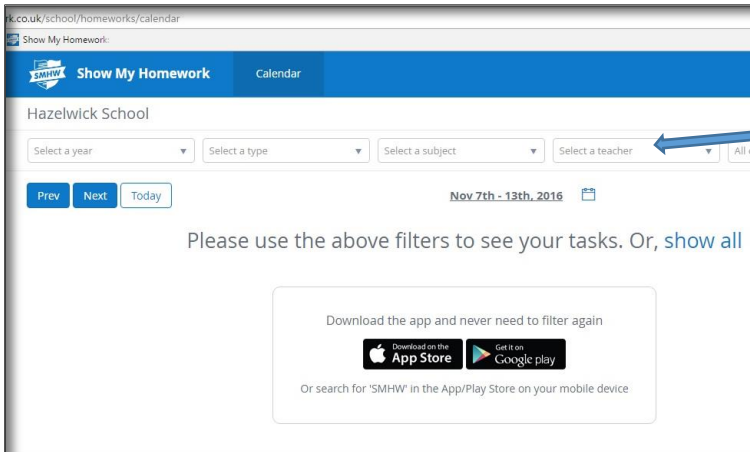 rk.co.uk/school/homeworks/calendar
Show My Homework:
SMHW Show My Homework Calendar
Hazelwick School
Select a year Select a type Select a subject Select a teacher All
Prev Next Today Nov 7th - 13th, 2016
Please use the above filters to see your tasks. Or, show all
Download the app and never need to filter again
Download on the Get it on
App Store Google play
Or search for 'SMHW' in the App/Play Store on your mobile device